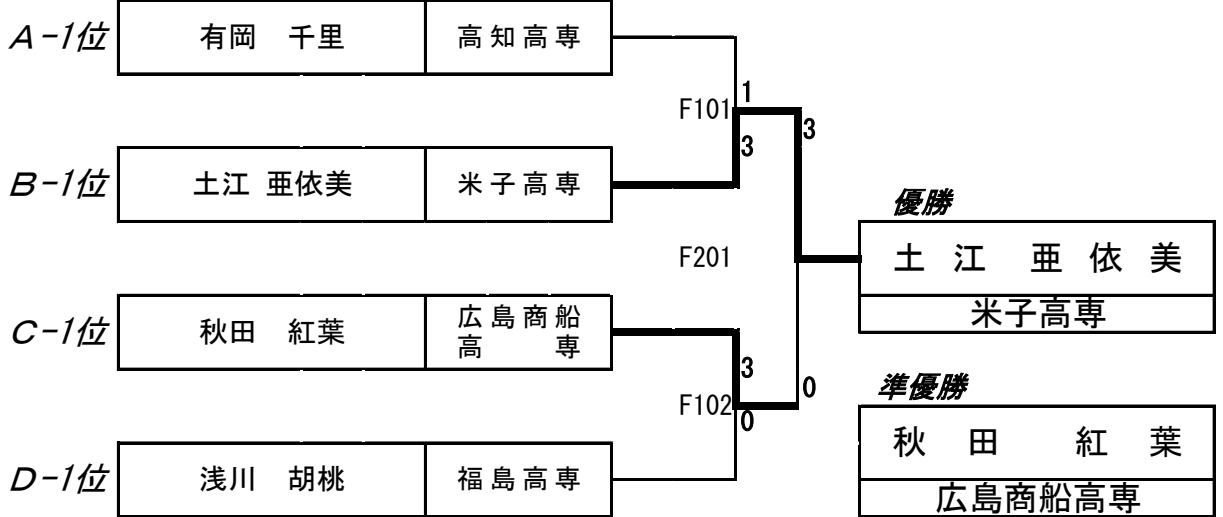 A-1位 有岡 千里 高知高専
1
F101
3
3
B-1位 土江 亜依美 米子高専
優勝
F201
土江 亜依美
米子高専
C-1位 秋田 紅葉 広島商船
高専
3
F102
0
0
準優勝
秋田 紅葉
D-1位 浅川 胡桃 福島高専
広島商船高専